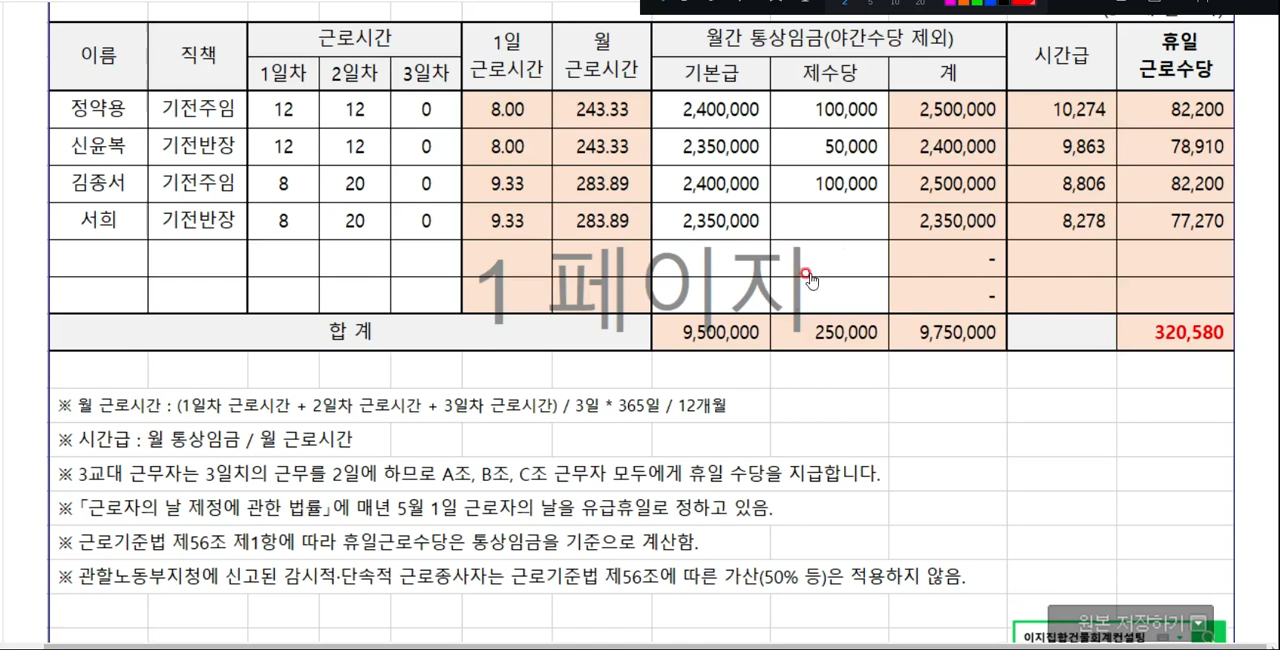 이름 직책 근로시간 1일 근로시간 월 근로시간 월간 통상임금(야간수당 제외) 시간급 휴일 근로수당
1일차 2일차 3일차 기본급 제수당 계
정약용 기전주임 12 12 0 8.00 243.33 2,400,000 100,000 2,500,000 10,274 82,200
신윤복 기전반장 12 12 0 8.00 243.33 2,350,000 50,000 2,400,000 9,863 78,910
김종서 기전주임 8 20 0 9.33 283.89 2,400,000 100,000 2,500,000 8,806 82,200
서희 기전반장 8 20 0 9.33 283.89 2,350,000 2,350,000 8,278 77,270
-
1 페이지
-
합 계 9,500,000 250,000 9,750,000 320,580
※ 월 근로시간 : (1일차 근로시간 + 2일차 근로시간 + 3일차 근로시간) / 3일 * 365일 / 12개월
※ 시간급 : 월 통상임금 / 월 근로시간
※ 3교대 근무자는 3일치의 근무를 2일에 하므로 A조, B조, C조 근무자 모두에게 휴일 수당을 지급합니다.
※ ｢근로자의 날 제정에 관한 법률｣에 매년 5월 1일 근로자의 날을 유급휴일로 정하고 있음.
※ 근로기준법 제56조 제1항에 따라 휴일근로수당은 통상임금을 기준으로 계산함.
※ 관할노동부지청에 신고된 감시적·단속적 근로종사자는 근로기준법 제56조에 따른 가산(50% 등)은 적용하지 않음.
원본 저장하기
이지집합건물회계컨설팅